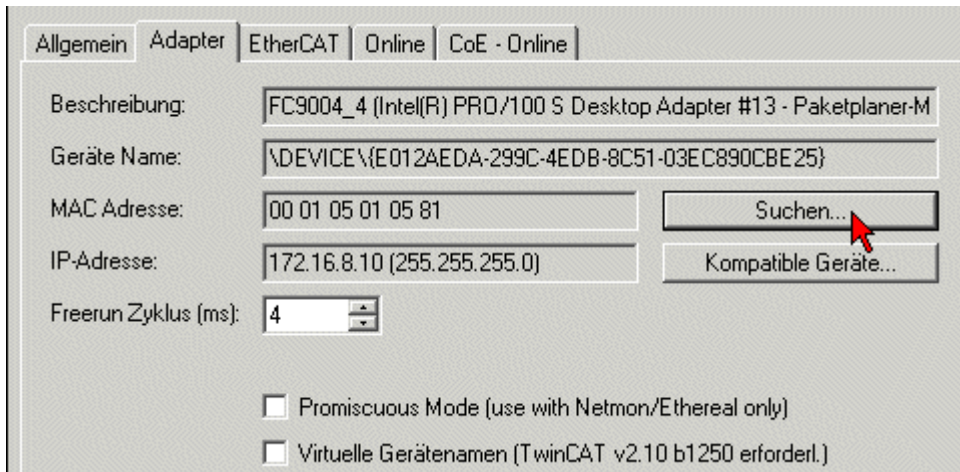 Allgemein Adapter EtherCAT Online CoE - Online
Beschreibung: FC9004_4 (Intel(R) PRO/100 S Desktop Adapter #13 - Paketplaner-M
Geräte Name: \DEVICE\{E012AEDA-299C-4EDB-8C51-03EC890CBE25}
MAC Adresse: 00 01 05 01 05 81 Suchen...
IP-Adresse: 172.16.8.10 (255.255.255.0) Kompatible Geräte...
Freerun Zyklus (ms): 4
Promiscuous Mode (use with Netmon/Ethereal only)
Virtuelle Gerätenamen (TwinCAT v2.10 b1250 erforderl.)